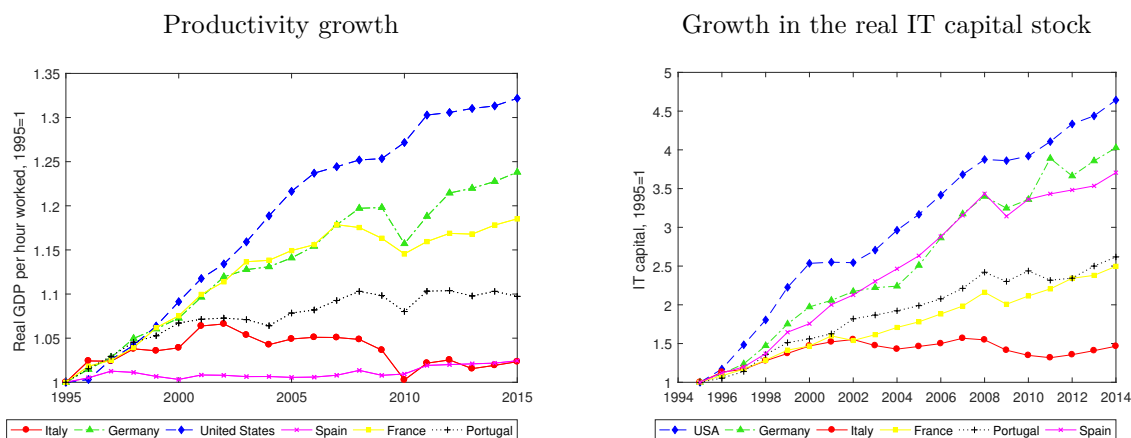 Productivity growth
Real GDP per hour worked, 1995=1
1.35
1.3
1.25
1.2
1.15
1.1
1.05
1
1995 2000 2005 2010 2015
Italy Germany United States Spain France Portugal
Growth in the real IT capital stock
IT capital, 1995=1
5
4.5
4
3.5
3
2.5
2
1.5
1
1994 1996 1998 2000 2002 2004 2006 2008 2010 2012 2014
USA Germany Italy France Portugal Spain